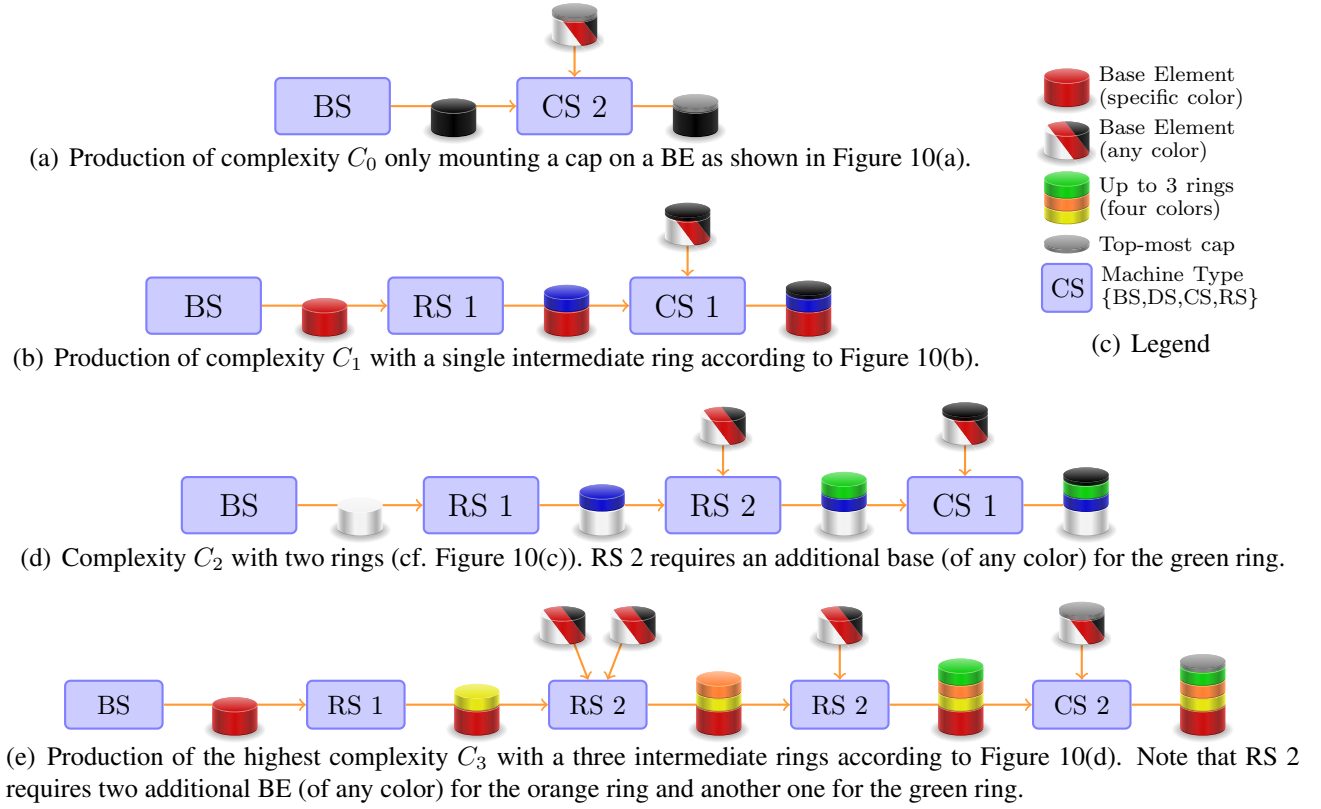 BS
CS 2
(a) Production of complexity C0 only mounting a cap on a BE as shown in Figure 10(a).
BS
RS 1
CS 1
(b) Production of complexity C1 with a single intermediate ring according to Figure 10(b).
Base Element
(specific color)
Base Element
(any color)
Up to 3 rings
(four colors)
Top-most cap
CS
Machine Type
{BS,DS,CS,RS}
(c) Legend
BS
RS 1
RS 2
CS 1
(d) Complexity C2 with two rings (cf. Figure 10(c)). RS 2 requires an additional base (of any color) for the green ring.
BS
RS 1
RS 2
RS 2
CS 2
(e) Production of the highest complexity C3 with a three intermediate rings according to Figure 10(d). Note that RS 2
requires two additional BE (of any color) for the orange ring and another one for the green ring.